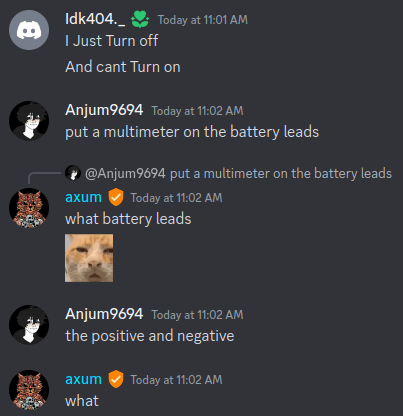 Idk404._ Today at 11:01 AM
I Just Turn off
And cant Turn on
Anjum9694 Today at 11:02 AM
put a multimeter on the battery leads
@Anjum9694 put a multimeter on the battery leads
axum Today at 11:02 AM
what battery leads
Anjum9694 Today at 11:02 AM
the positive and negative
axum Today at 11:02 AM
what